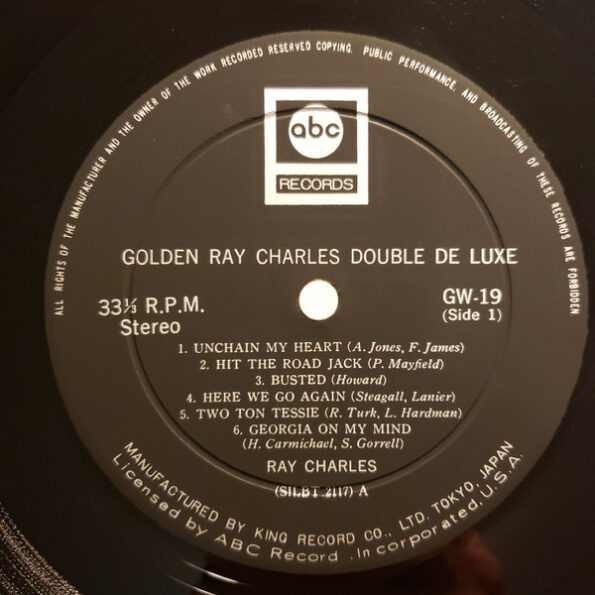 ALL RIGHTS OF THE MANUFACTURER AND THE OWNER OF THE WORK RECORDED RESERVED COPYING. PUBLIC PERFORMANCE, AND BROADCASTING OF THESE RECORDS ARE FORBIDDEN
abc
RECORDS
GOLDEN RAY CHARLES DOUBLE DE LUXE
33⅓ R.P.M.
Stereo
GW-19
(Side 1)
1. UNCHAIN MY HEART (A. Jones, F. James)
2. HIT THE ROAD JACK (P. Mayfield)
3. BUSTED (Howard)
4. HERE WE GO AGAIN (Steagall, Lanier)
5. TWO TON TESSIE (R. Turk, L. Hardman)
6. GEORGIA ON MY MIND
(H. Carmichael, S. Gorrell)
RAY CHARLES
(SILBT 2117) A
MANUFACTURED BY KING RECORD CO., LTD. TOKYO, JAPAN
Licensed by ABC Record .Incorporated, U.S.A.